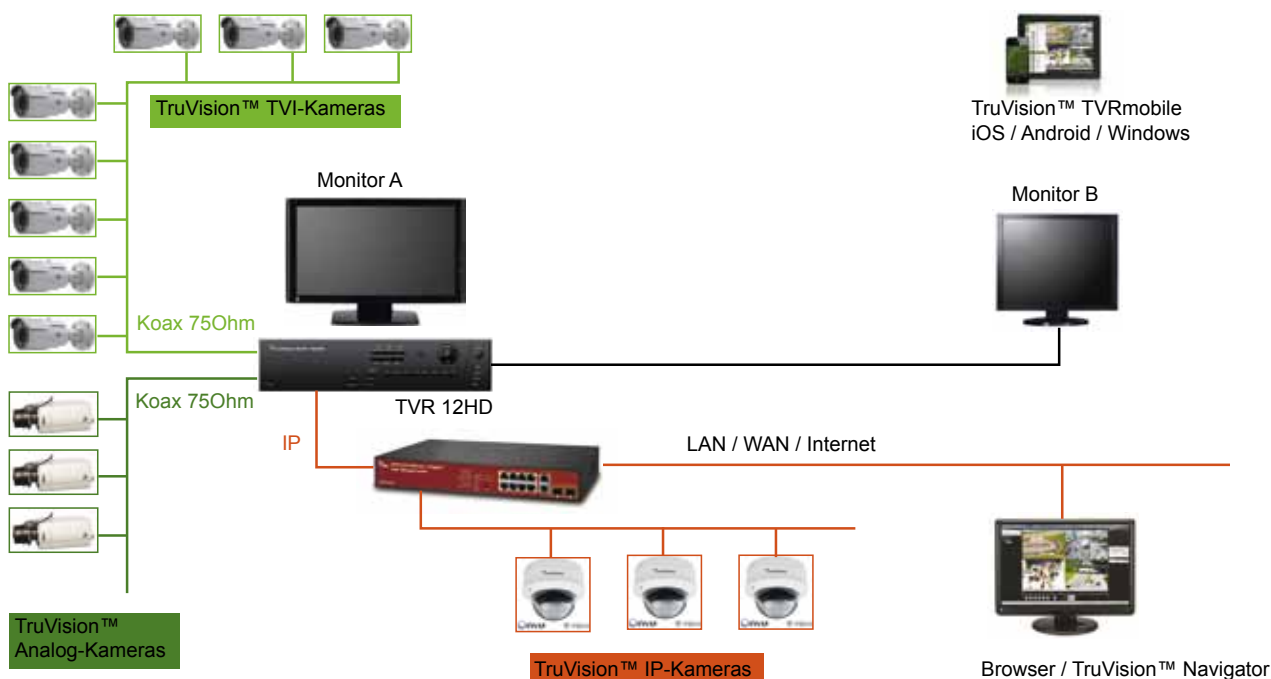 TruVision™ TVI-Kameras
TruVision™ TVRmobile
iOS / Android / Windows
Monitor A
Monitor B
Koax 75Ohm
Koax 75Ohm
TVR 12HD
IP
LAN / WAN / Internet
TruVision™
Analog-Kameras
TruVision™ IP-Kameras
Browser / TruVision™ Navigator